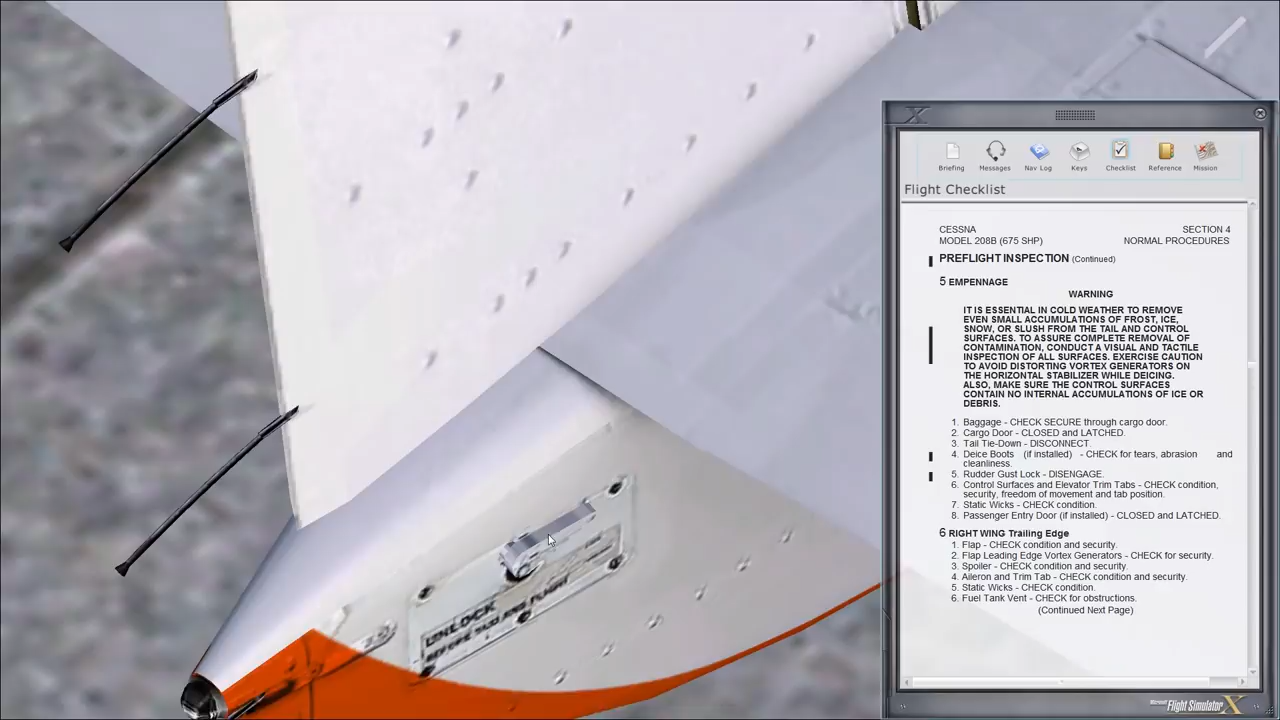 Briefing Messages Nav Log Keys Checklist Reference Mission
Flight Checklist
CESSNA SECTION 4
MODEL 208B (675 SHP) NORMAL PROCEDURES
PREFLIGHT INSPECTION (Continued)
5 EMPENNAGE
WARNING
IT IS ESSENTIAL IN COLD WEATHER TO REMOVE
EVEN SMALL ACCUMULATIONS OF FROST, ICE,
SNOW, OR SLUSH FROM THE TAIL AND CONTROL
SURFACES. TO ASSURE COMPLETE REMOVAL OF
CONTAMINATION, CONDUCT A VISUAL AND TACTILE
INSPECTION OF ALL SURFACES. EXERCISE CAUTION
TO AVOID DISTORTING VORTEX GENERATORS ON
THE HORIZONTAL STABILIZER WHILE DEICING.
ALSO, MAKE SURE THE CONTROL SURFACES
CONTAIN NO INTERNAL ACCUMULATIONS OF ICE OR
DEBRIS.
1. Baggage - CHECK SECURE through cargo door.
2. Cargo Door - CLOSED and LATCHED.
3. Tail Tie-Down - DISCONNECT.
4. Deice Boots (if installed) - CHECK for tears, abrasion and
cleanliness.
5. Rudder Gust Lock - DISENGAGE.
6. Control Surfaces and Elevator Trim Tabs - CHECK condition,
security, freedom of movement and tab position.
7. Static Wicks - CHECK condition.
8. Passenger Entry Door (if installed) - CLOSED and LATCHED.
6 RIGHT WING Trailing Edge
1. Flap - CHECK condition and security.
2. Flap Leading Edge Vortex Generators - CHECK for security.
3. Spoiler - CHECK condition and security.
4. Aileron and Trim Tab - CHECK condition and security.
5. Static Wicks - CHECK condition.
6. Fuel Tank Vent - CHECK for obstructions.
(Continued Next Page)
UNLOCK
BEFORE FLIGHT
Microsoft Flight Simulator X